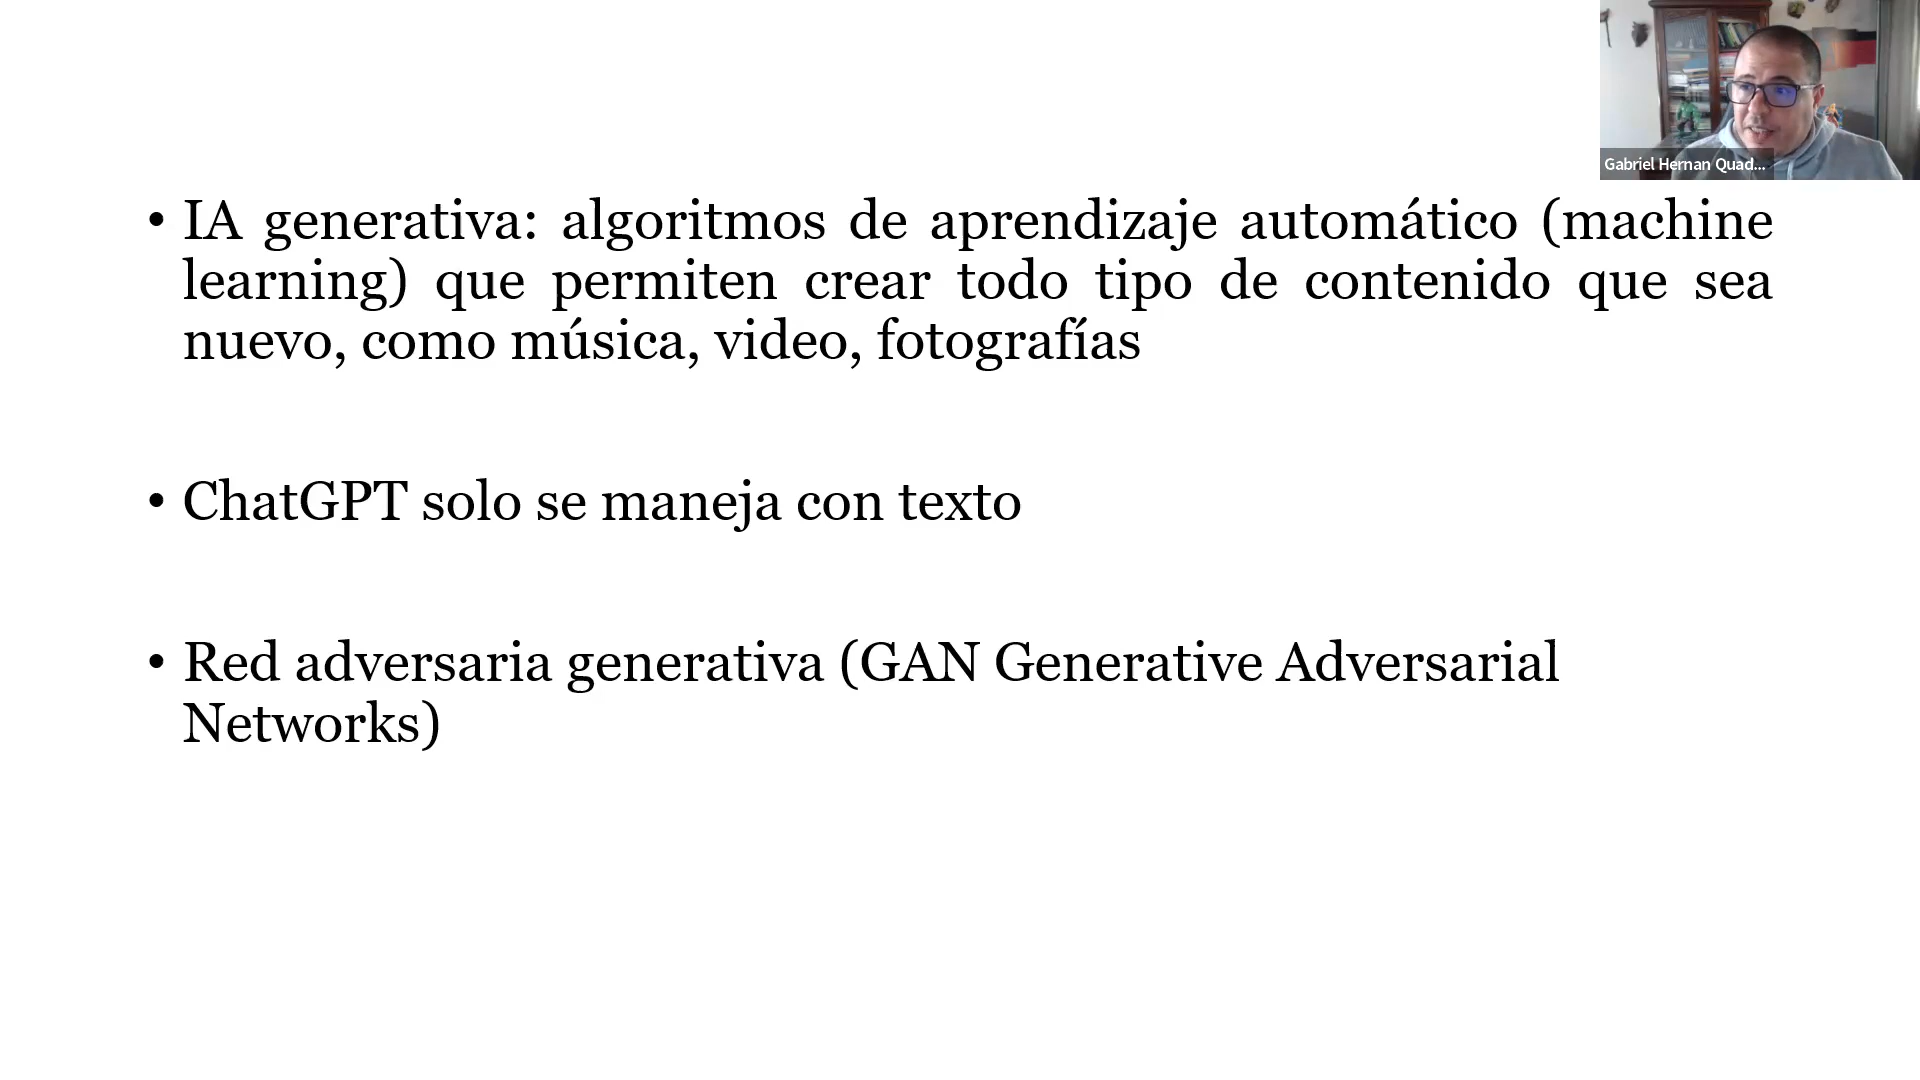 Gabriel Hernan Quad...
• IA generativa: algoritmos de aprendizaje automático (machine
learning) que permiten crear todo tipo de contenido que sea
nuevo, como música, video, fotografías
• ChatGPT solo se maneja con texto
• Red adversaria generativa (GAN Generative Adversarial
Networks)